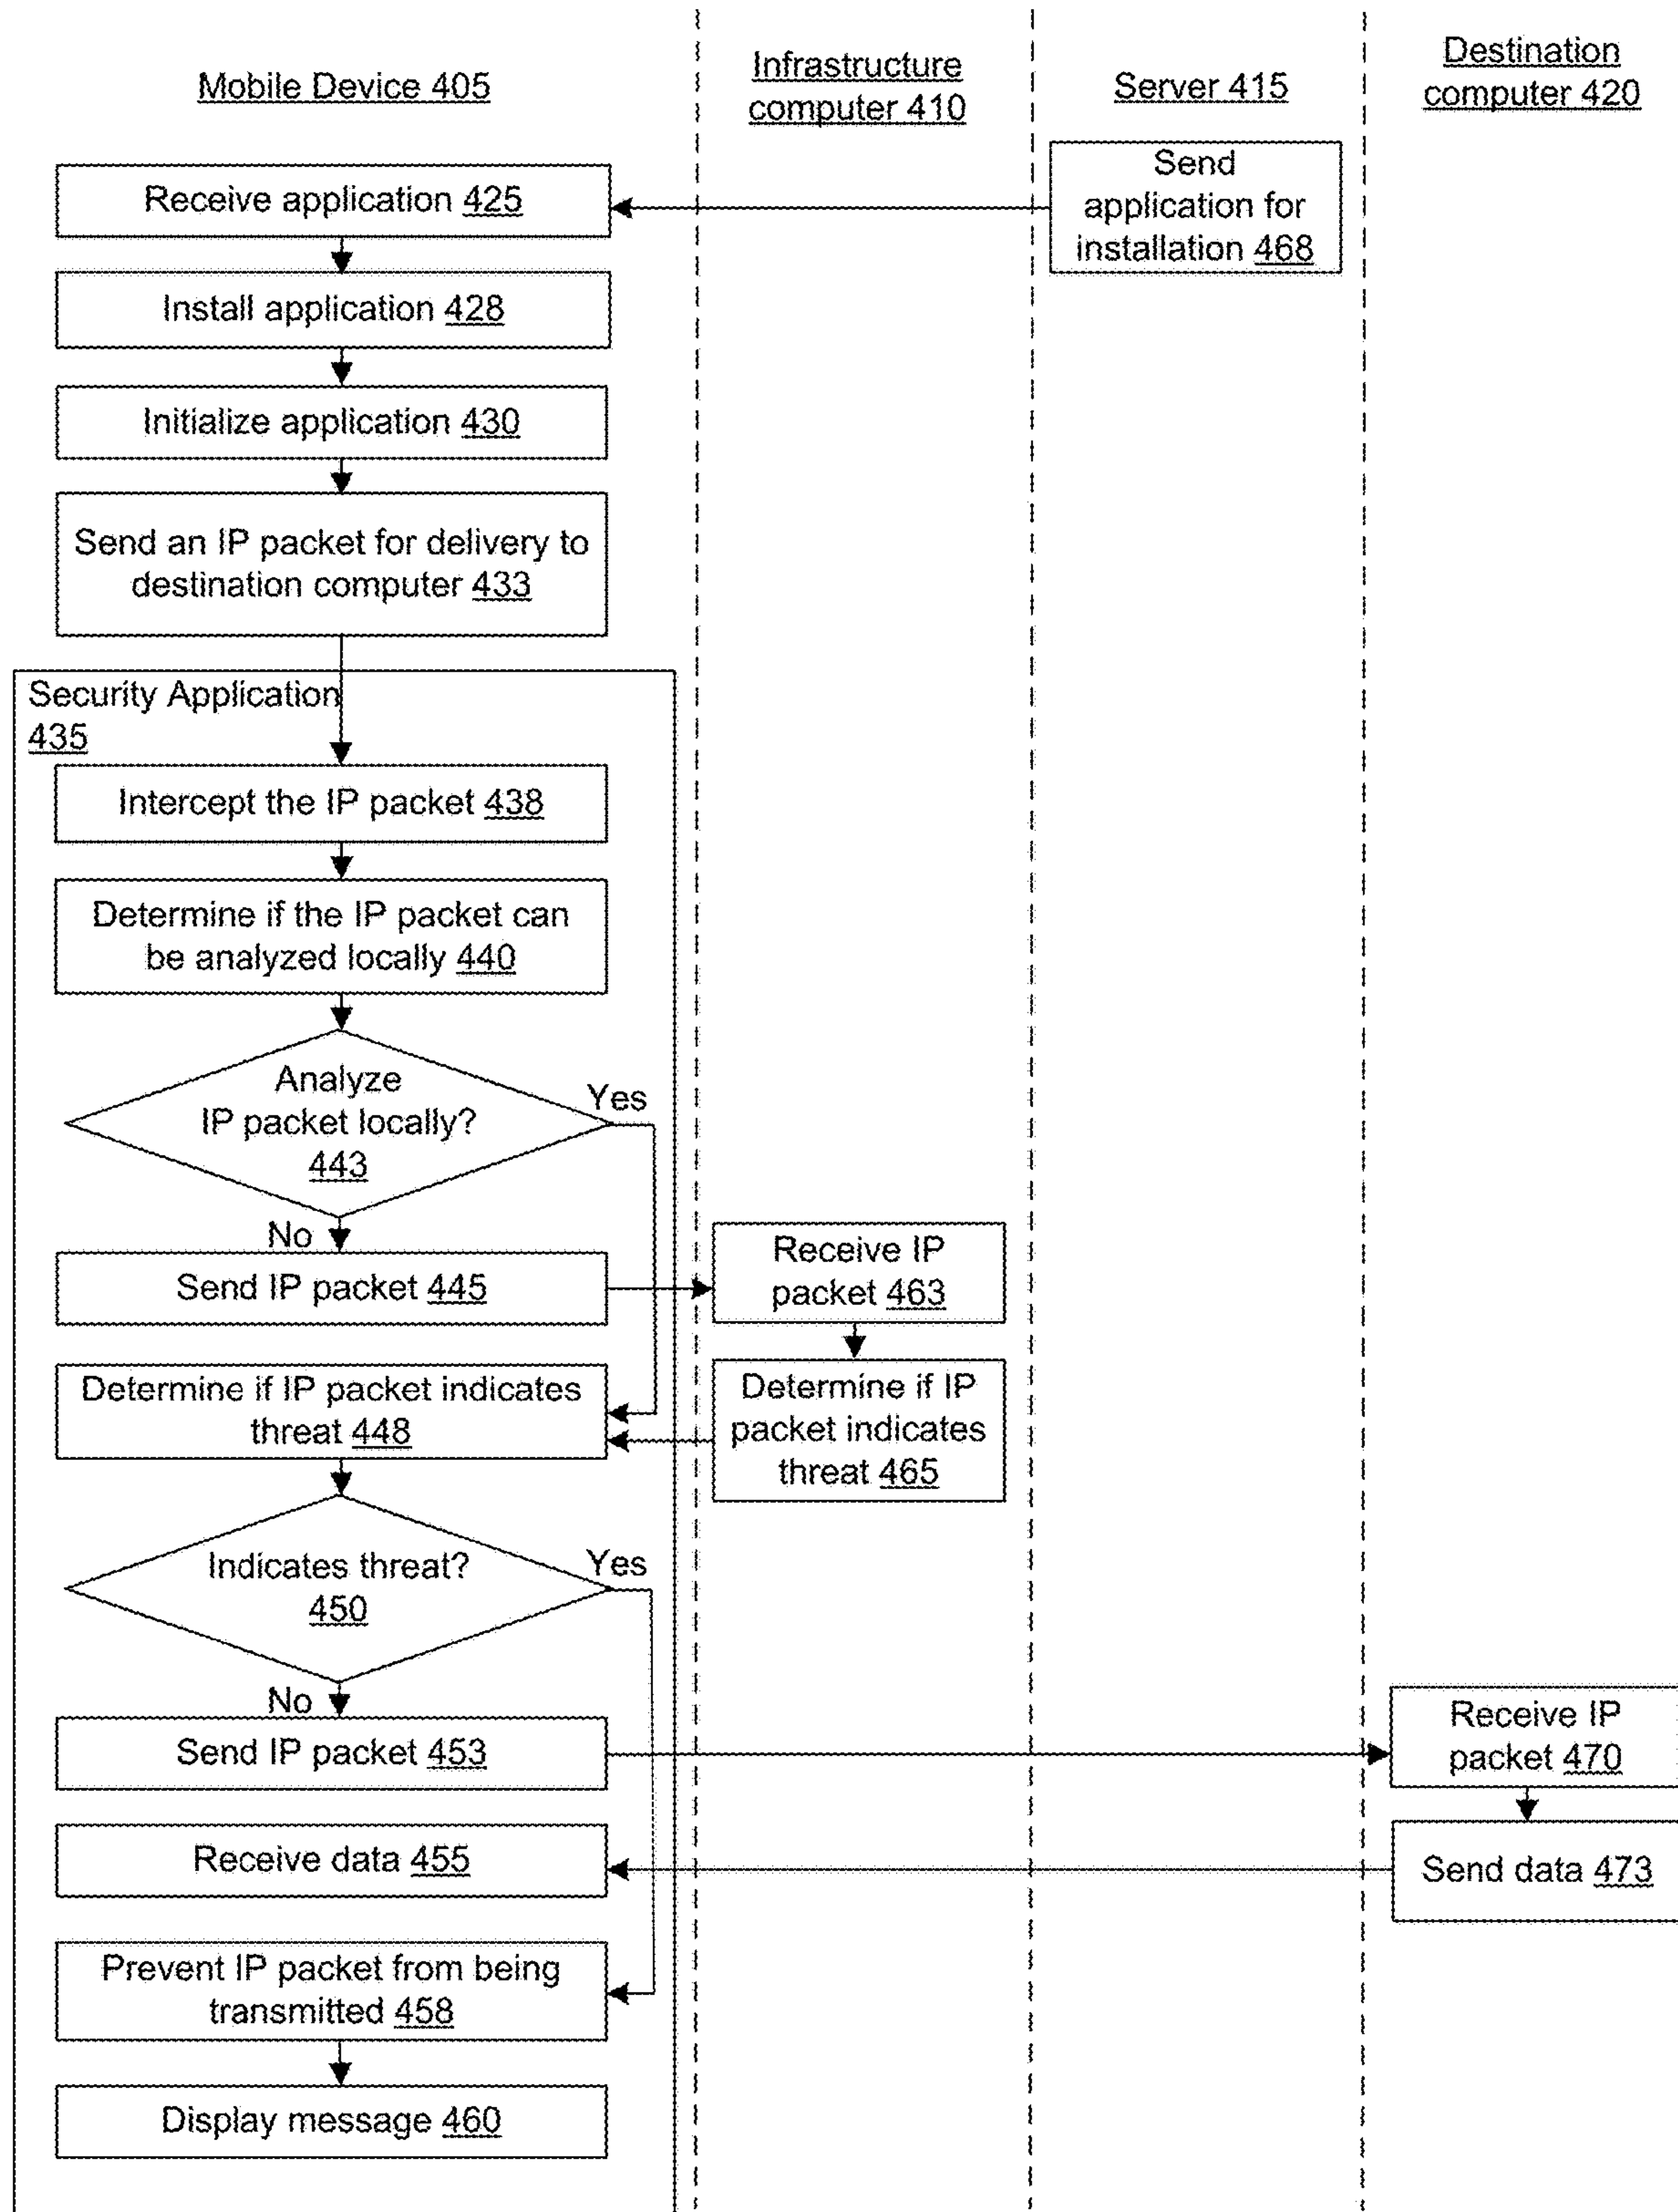 Mobile Device 405
Infrastructure
computer 410
Server 415
Destination
computer 420
Receive application 425
Send
application for
installation 468
Install application 428
Initialize application 430
Send an IP packet for delivery to
destination computer 433
Security Application
435
Intercept the IP packet 438
Determine if the IP packet can
be analyzed locally 440
Analyze
IP packet locally?
443
Yes
No
Send IP packet 445
Receive IP
packet 463
Determine if IP packet indicates
threat 448
Determine if IP
packet indicates
threat 465
Indicates threat?
450
Yes
No
Send IP packet 453
Receive IP
packet 470
Receive data 455
Send data 473
Prevent IP packet from being
transmitted 458
Display message 460